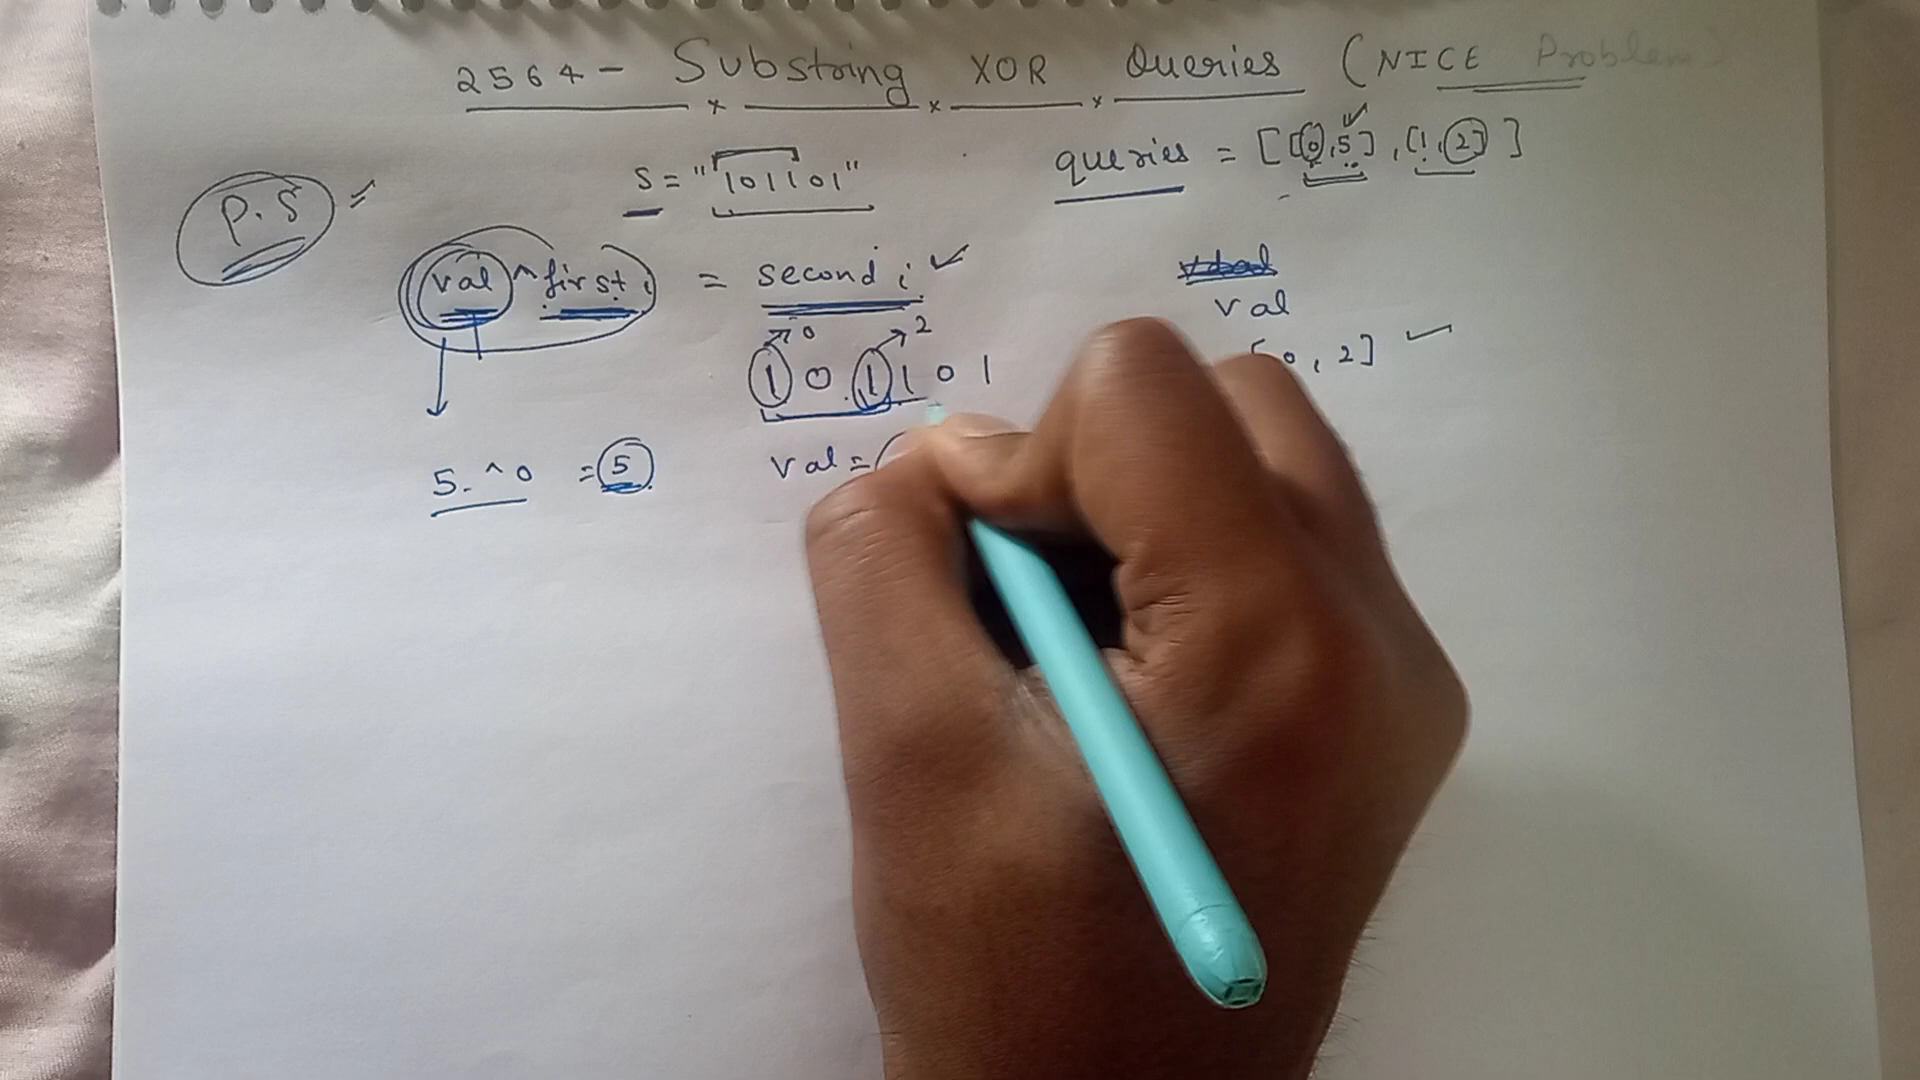 2564 - Substring XOR Queries (NICE Problem)
S = "101101" queries = [[0,5],[1,2]]
P.S =
val ^ first i = second i
val
0 2
1 0 1 1 0 1 [0, 2]
5. ^ 0 = 5 val =